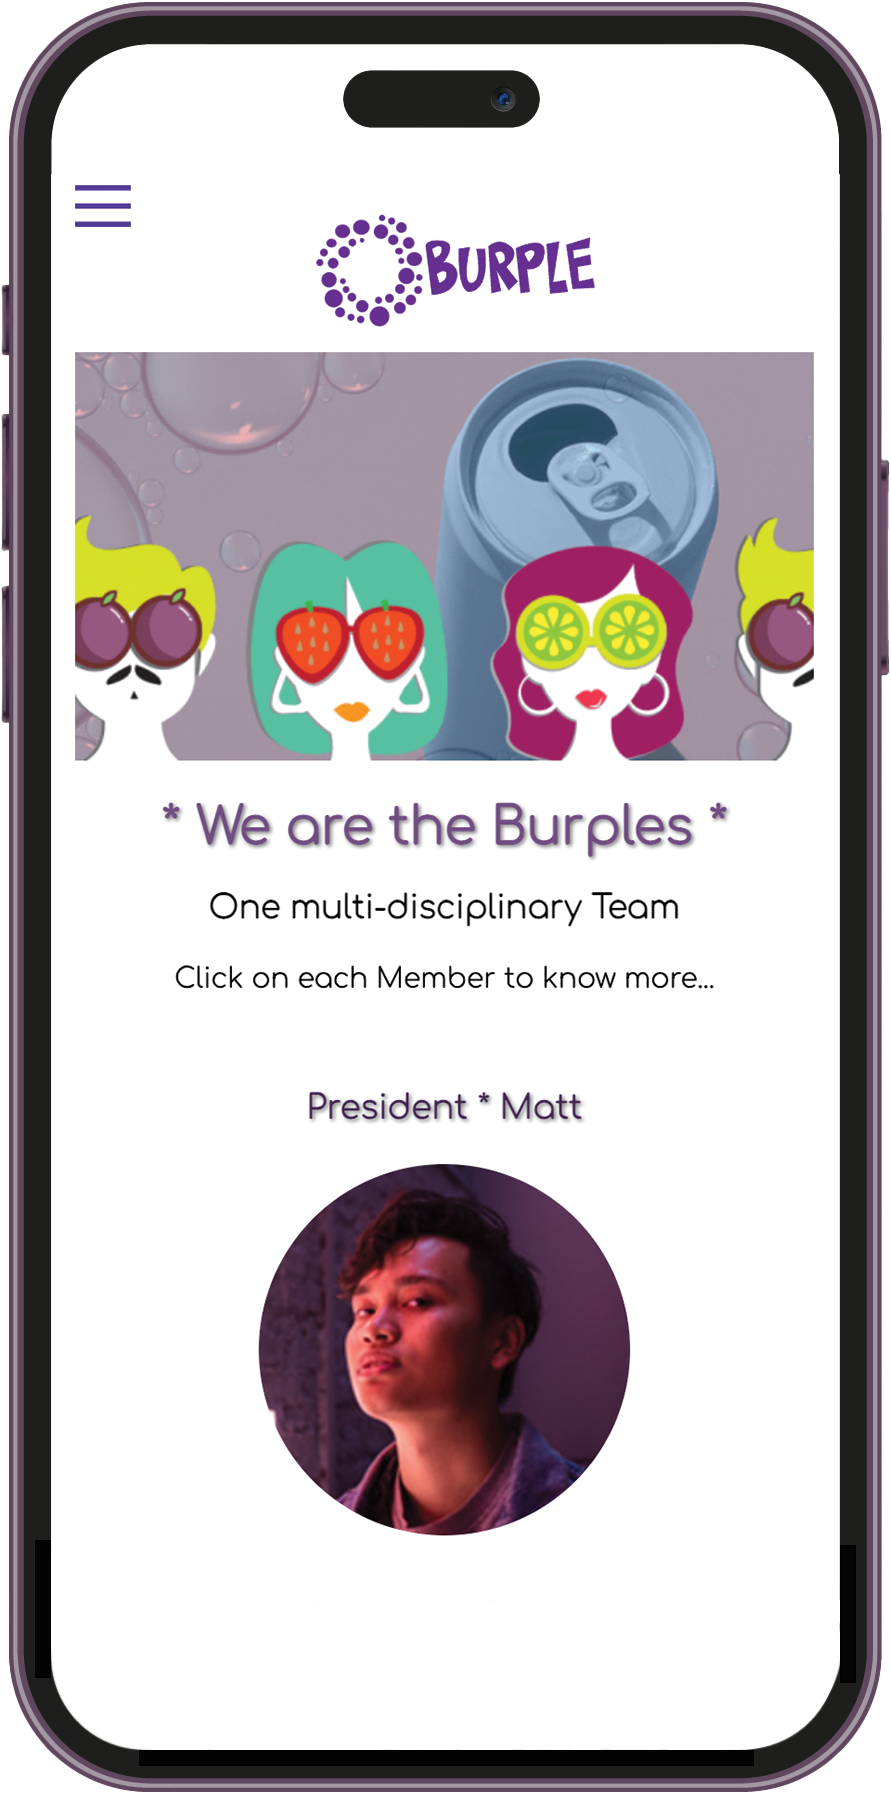 BURPLE
* We are the Burples *
One multi-disciplinary Team
Click on each Member to know more...
President * Matt